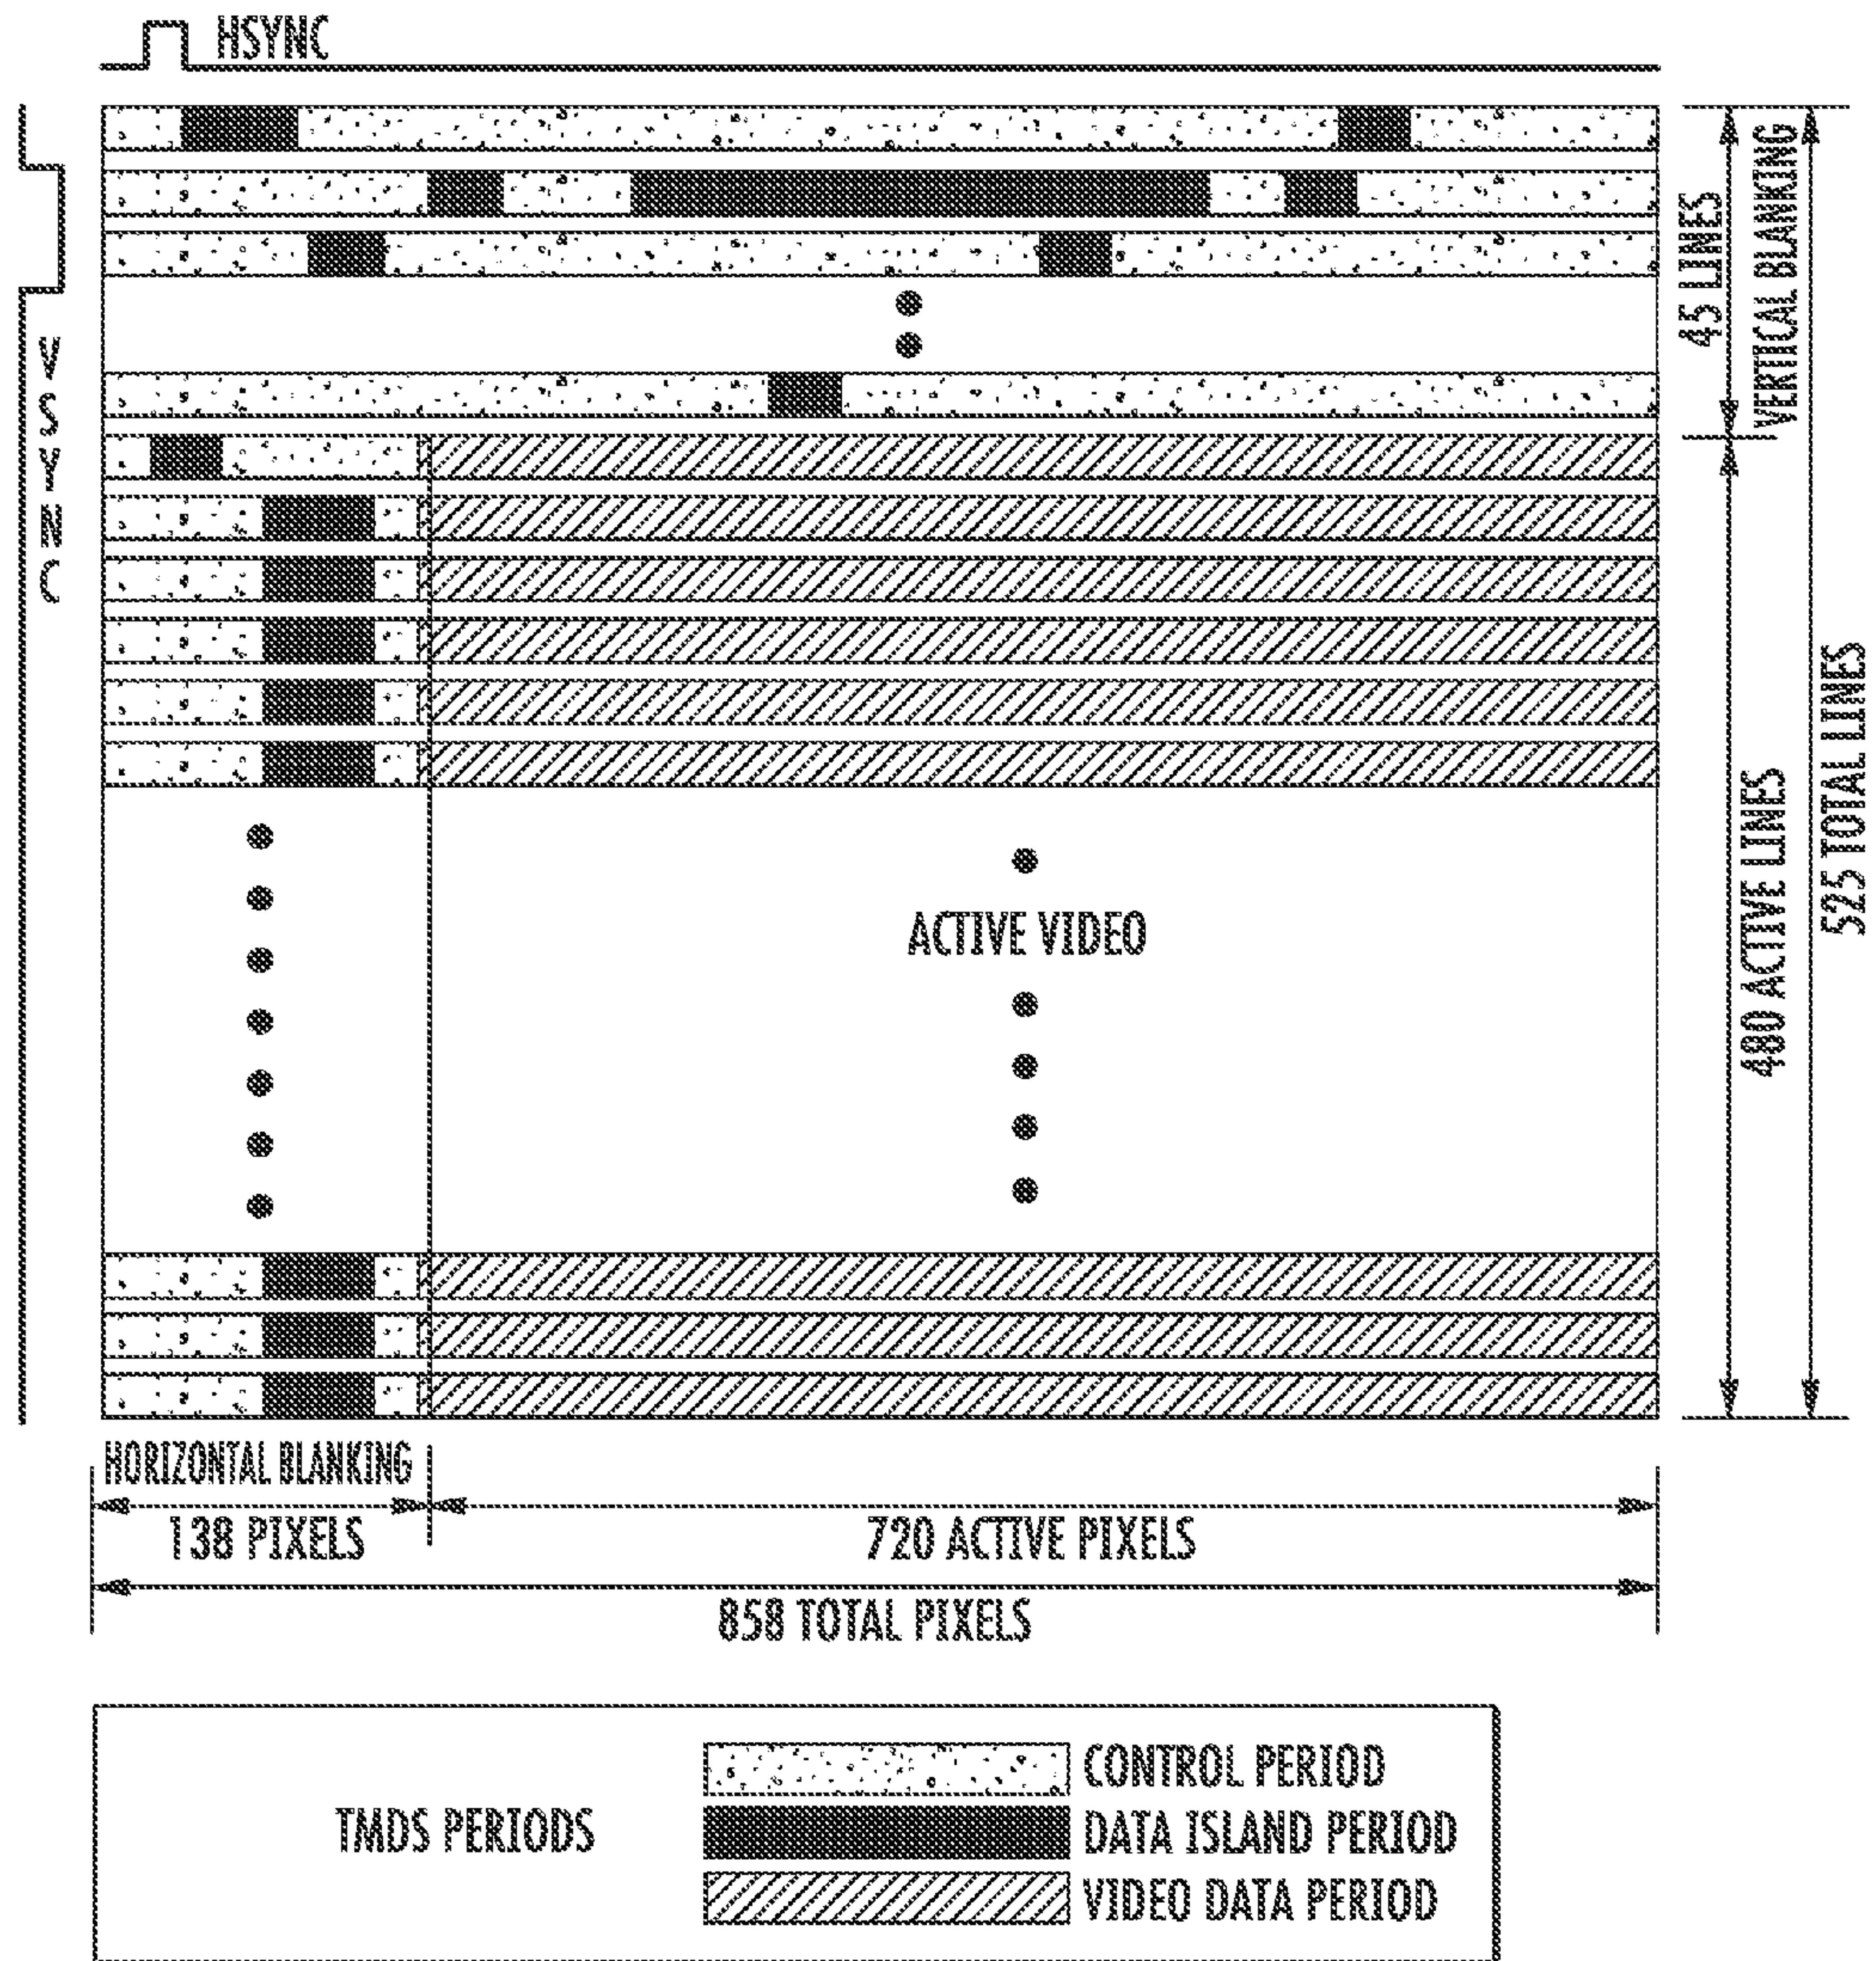 HSYNC
VSYNC
45 LINES
VERTICAL BLANKING
480 ACTIVE LINES
525 TOTAL LINES
ACTIVE VIDEO
HORIZONTAL BLANKING
138 PIXELS
720 ACTIVE PIXELS
858 TOTAL PIXELS
TMDS PERIODS
CONTROL PERIOD
DATA ISLAND PERIOD
VIDEO DATA PERIOD